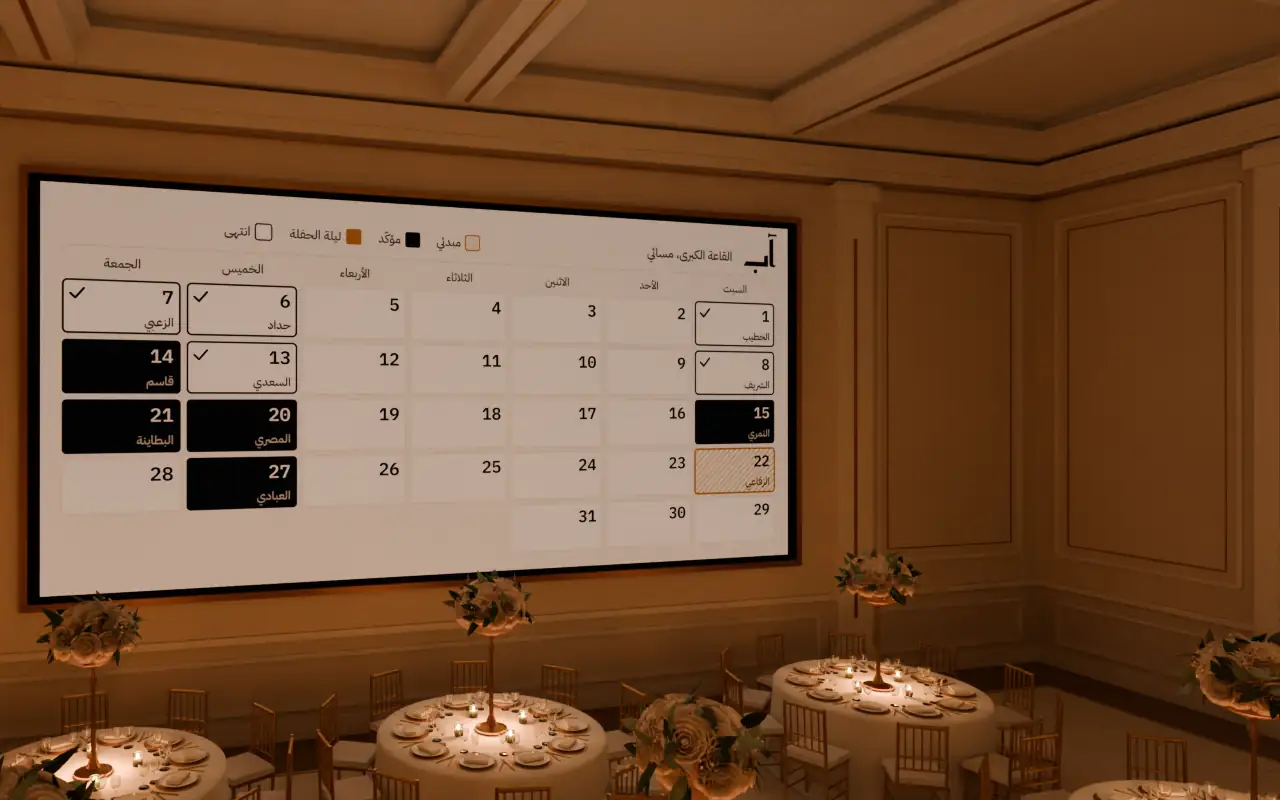 آب
القاعة الكبرى، مسائي
مبدئي
مؤكّد
ليلة الحفلة
انتهى
السبت الأحد الاثنين الثلاثاء الأربعاء الخميس الجمعة
1 2 3 4 5 6 7
الخطيب حداد الزعبي
8 9 10 11 12 13 14
الشريف السعدي قاسم
15 16 17 18 19 20 21
النمري المصري البطاينة
22 23 24 25 26 27 28
الرفاعي العبادي
29 30 31